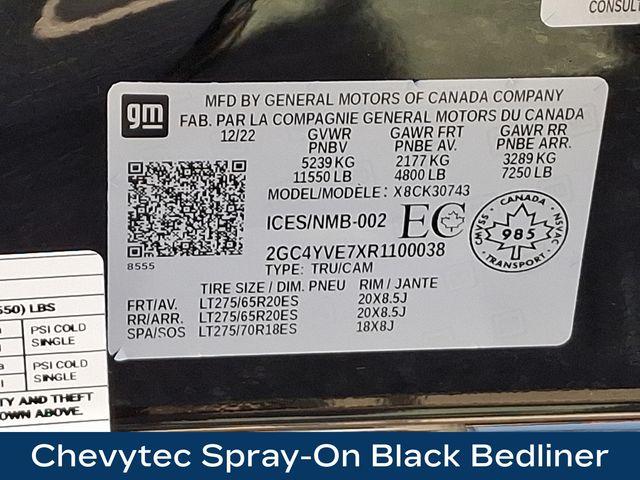 CONSULT
gm
MFD BY GENERAL MOTORS OF CANADA COMPANY
FAB. PAR LA COMPAGNIE GENERAL MOTORS DU CANADA
12/22 GVWR GAWR FRT GAWR RR
PNBV PNBE AV. PNBE ARR.
5239 KG 2177 KG 3289 KG
11550 LB 4800 LB 7250 LB
MODEL/MODÈLE: X8CK30743
ICES/NMB-002 EC
CANADA
CMVSS 985 NSVAC
TRANSPORT
2GC4YVE7XR1100038
8555
TYPE: TRU/CAM
TIRE SIZE / DIM. PNEU RIM / JANTE
FRT/AV. LT275/65R20ES 20X8.5J
RR/ARR. LT275/65R20ES 20X8.5J
SPA/SOS LT275/70R18ES 18X8J
550) LBS
PSI COLD
SINGLE
PSI COLD
SINGLE
TY AND THEFT
OWN ABOVE.
Chevytec Spray-On Black Bedliner